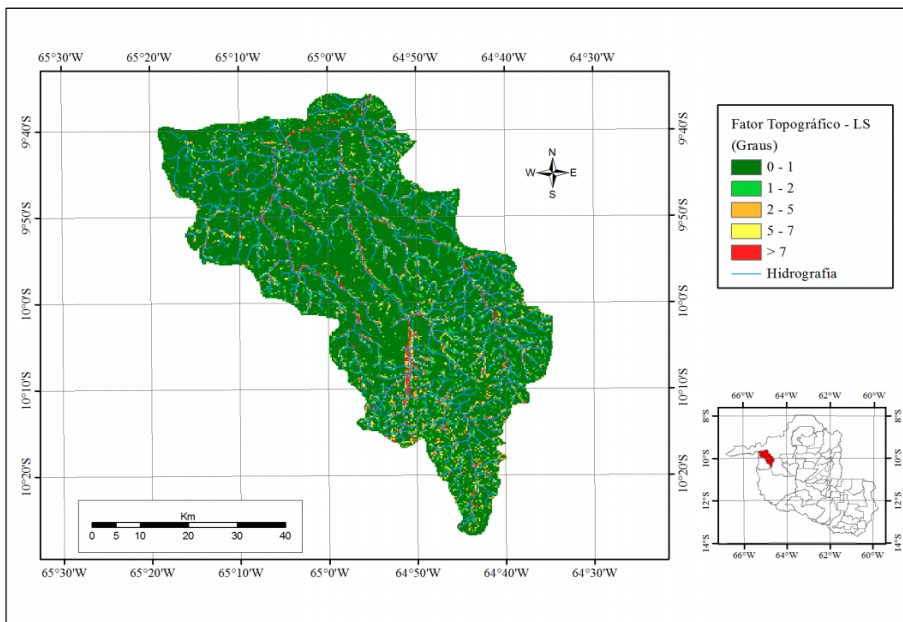 65°30'W 65°20'W 65°10'W 65°0'W 64°50'W 64°40'W 64°30'W
9°40'S
9°50'S
10°0'S
10°10'S
10°20'S
9°40'S
9°50'S
10°0'S
10°10'S
10°20'S
N
W E
S
Km
0 5 10 20 30 40
65°30'W 65°20'W 65°10'W 65°0'W 64°50'W 64°40'W 64°30'W
Fator Topográfico - LS
(Graus)
0 - 1
1 - 2
2 - 5
5 - 7
> 7
Hidrografia
66°W 64°W 62°W 60°W
8°S
10°S
12°S
14°S
8°S
10°S
12°S
14°S
66°W 64°W 62°W 60°W